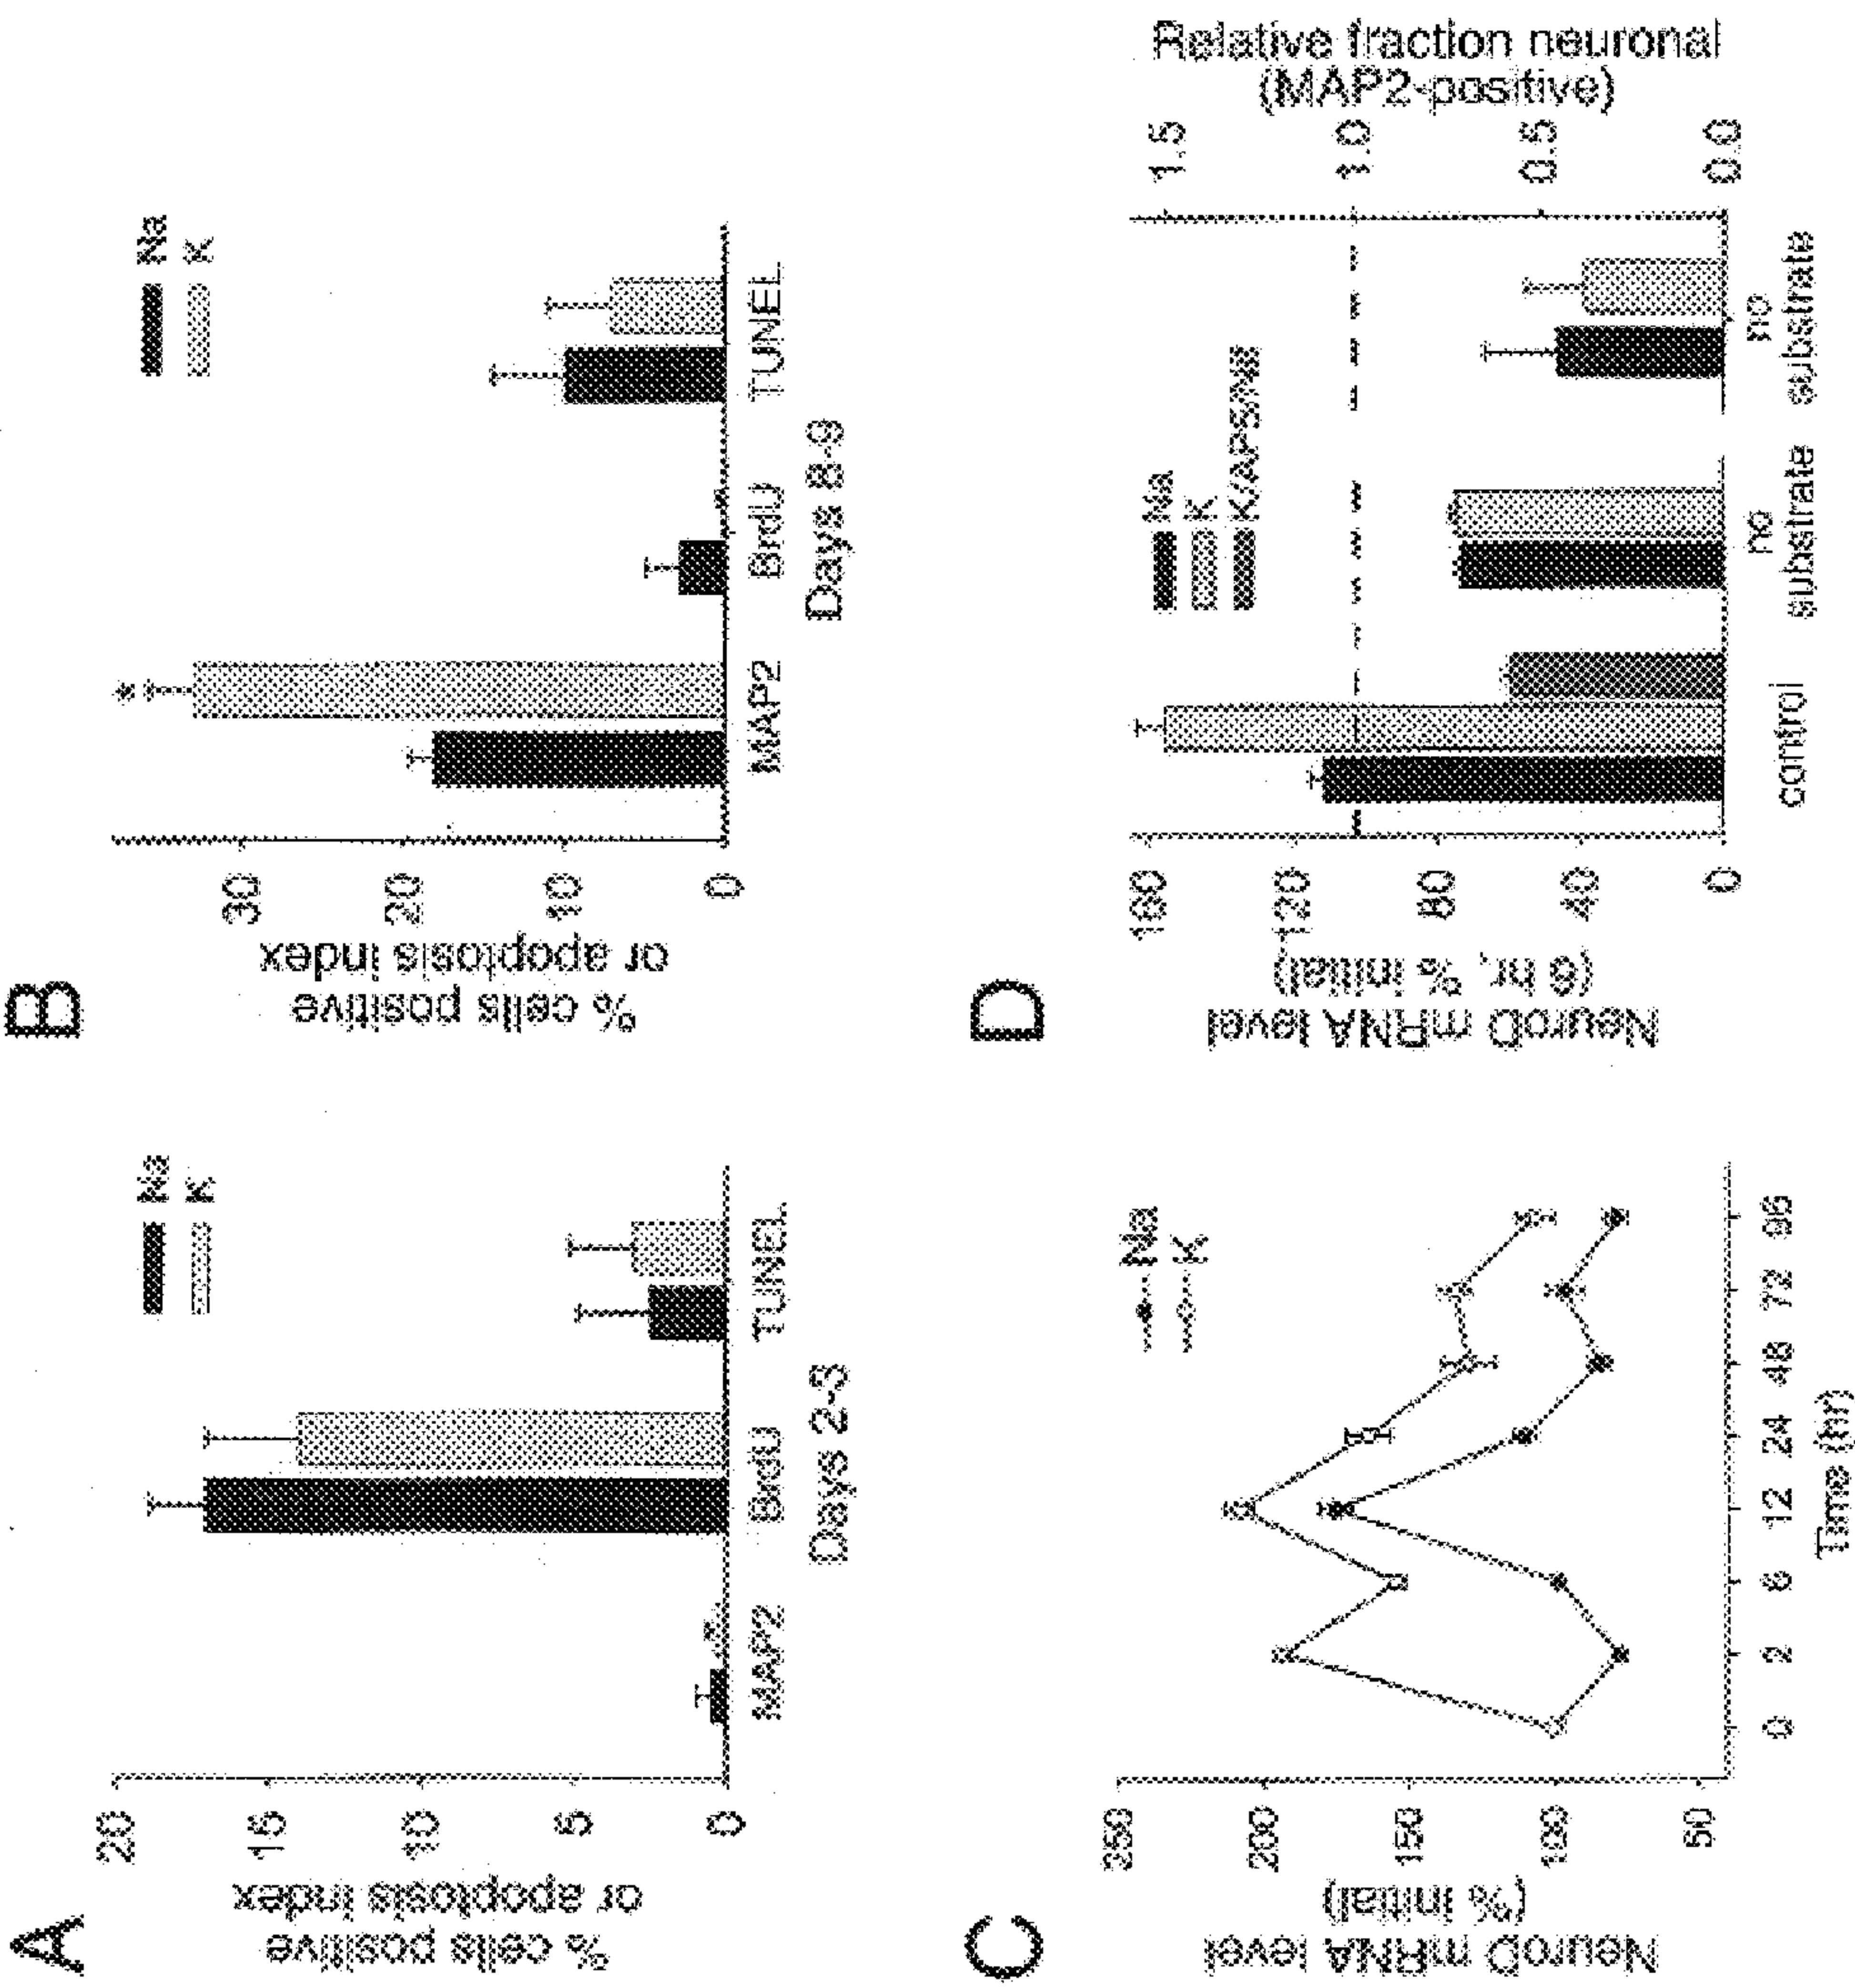 A
% cells positive
or apoptosis index
20
15
10
5
0
Na
K
MAP2
BrdU
TUNEL
Days 2-3
B
% cells positive
or apoptosis index
30
20
10
0
*
Na
K
MAP2
BrdU
TUNEL
Days 8-9
C
NeuroD mRNA level
(% initial)
250
200
150
100
50
Na
K
0 2 6 12 24 48 72 96
Time (hr)
D
NeuroD mRNA level
(6 hr, % initial)
160
120
80
40
0
Na
K
K/AP5/Nif
control
no
substrate
no
substrate
1.5
1.0
0.5
0.0
Relative fraction neuronal
(MAP2-positive)